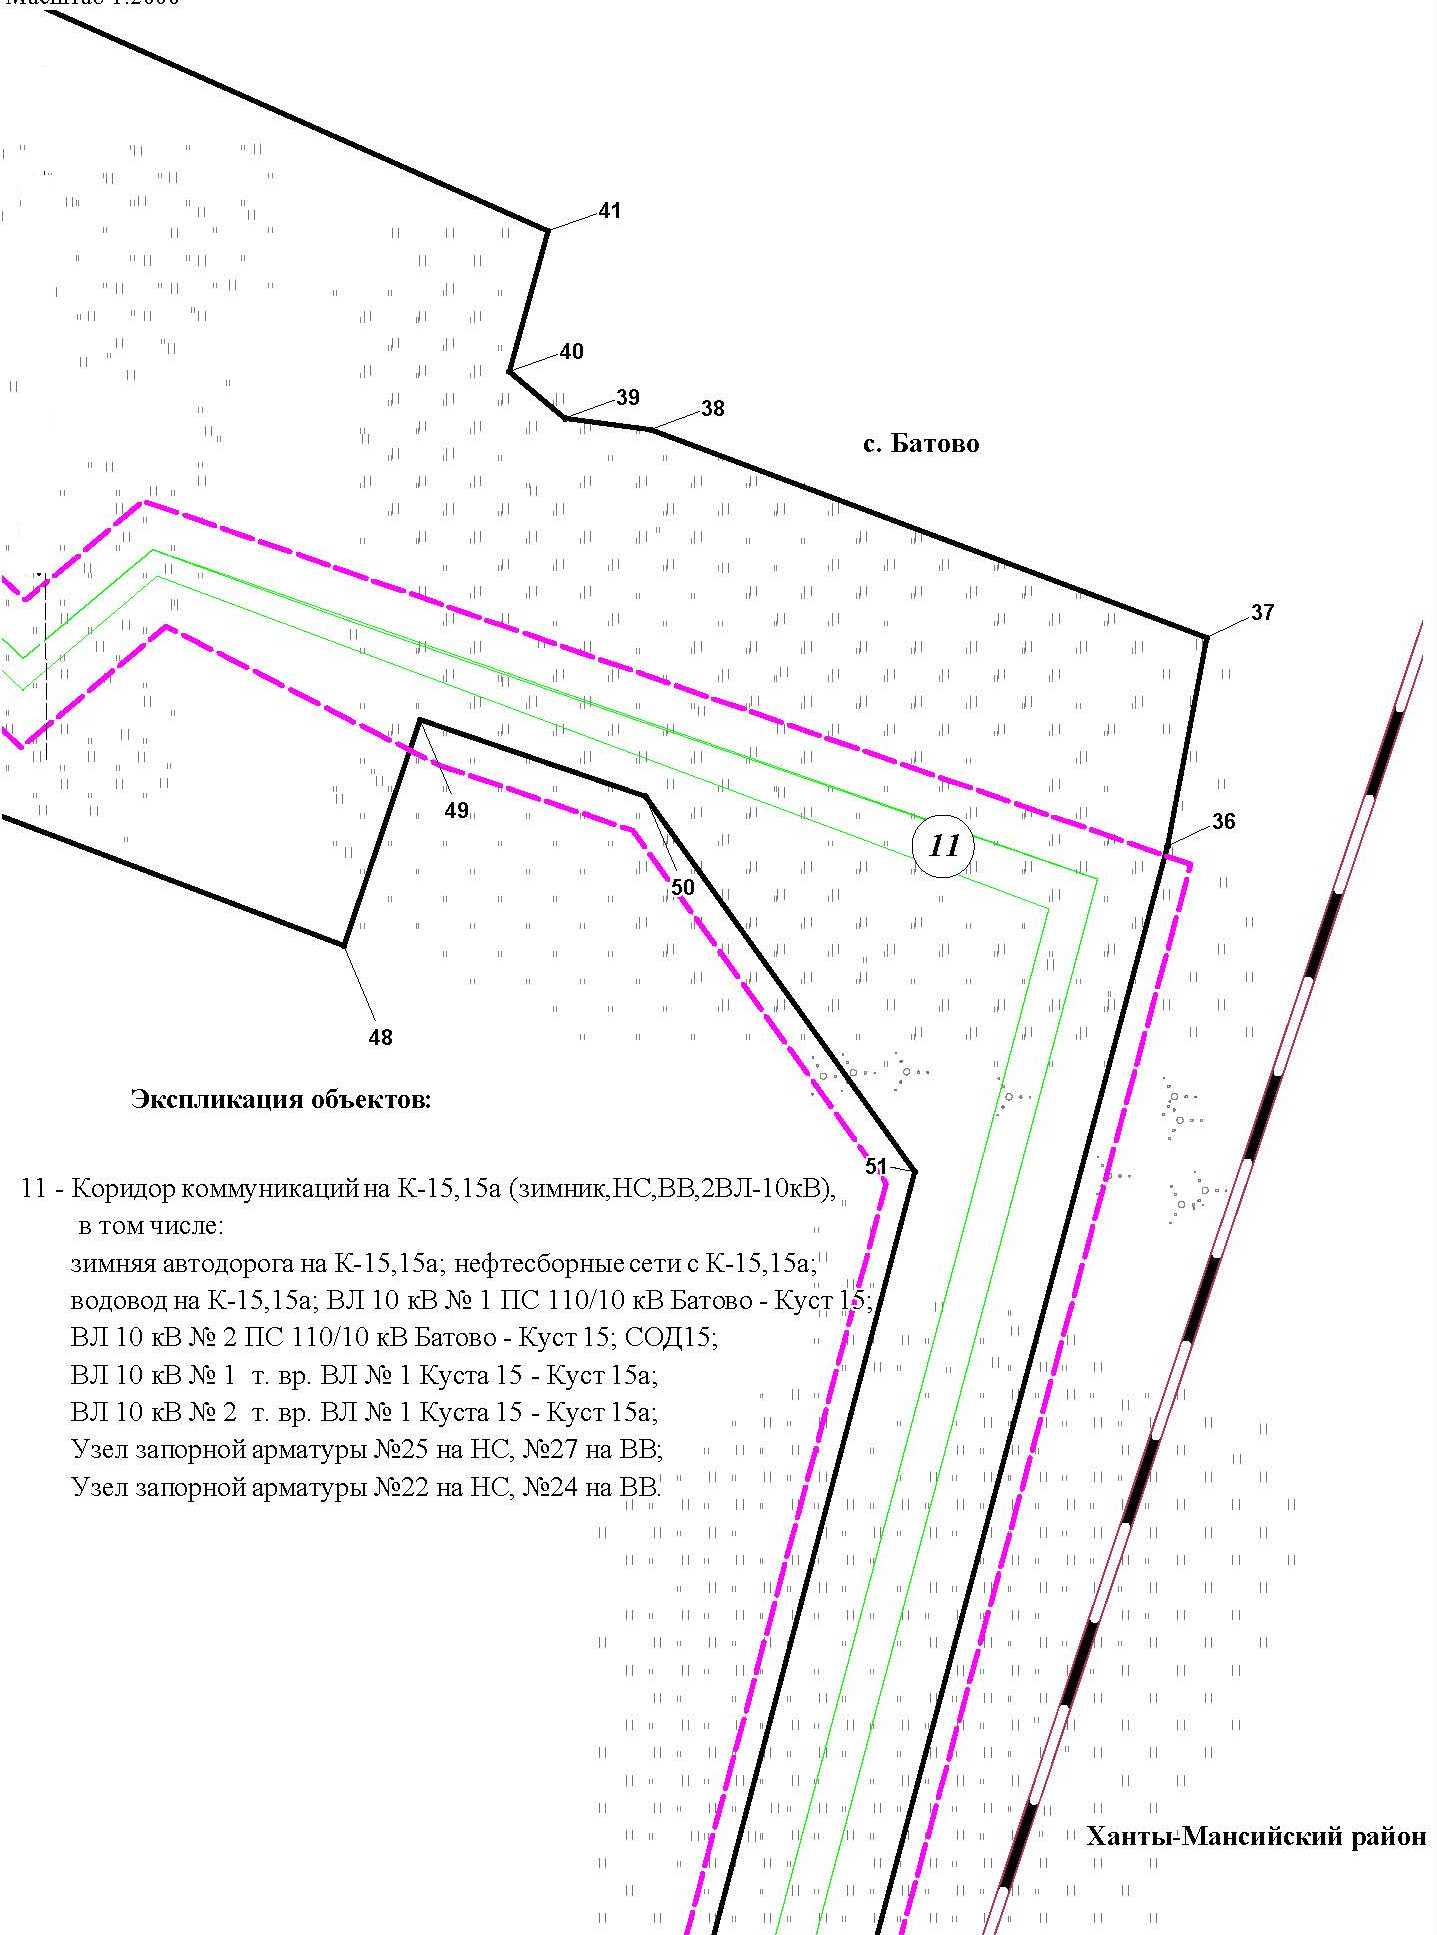 Масштаб 1:2000
41
40
39
38
с. Батово
37
36
11
49
50
48
51
Экспликация объектов:
11 - Коридор коммуникаций на К-15,15а (зимник,НС,ВВ,2ВЛ-10кВ),
в том числе:
зимняя автодорога на К-15,15а; нефтесборные сети с К-15,15а;
водовод на К-15,15а; ВЛ 10 кВ № 1 ПС 110/10 кВ Батово - Куст 15;
ВЛ 10 кВ № 2 ПС 110/10 кВ Батово - Куст 15; СОД15;
ВЛ 10 кВ № 1 т. вр. ВЛ № 1 Куста 15 - Куст 15а;
ВЛ 10 кВ № 2 т. вр. ВЛ № 1 Куста 15 - Куст 15а;
Узел запорной арматуры №25 на НС, №27 на ВВ;
Узел запорной арматуры №22 на НС, №24 на ВВ.
Ханты-Мансийский район